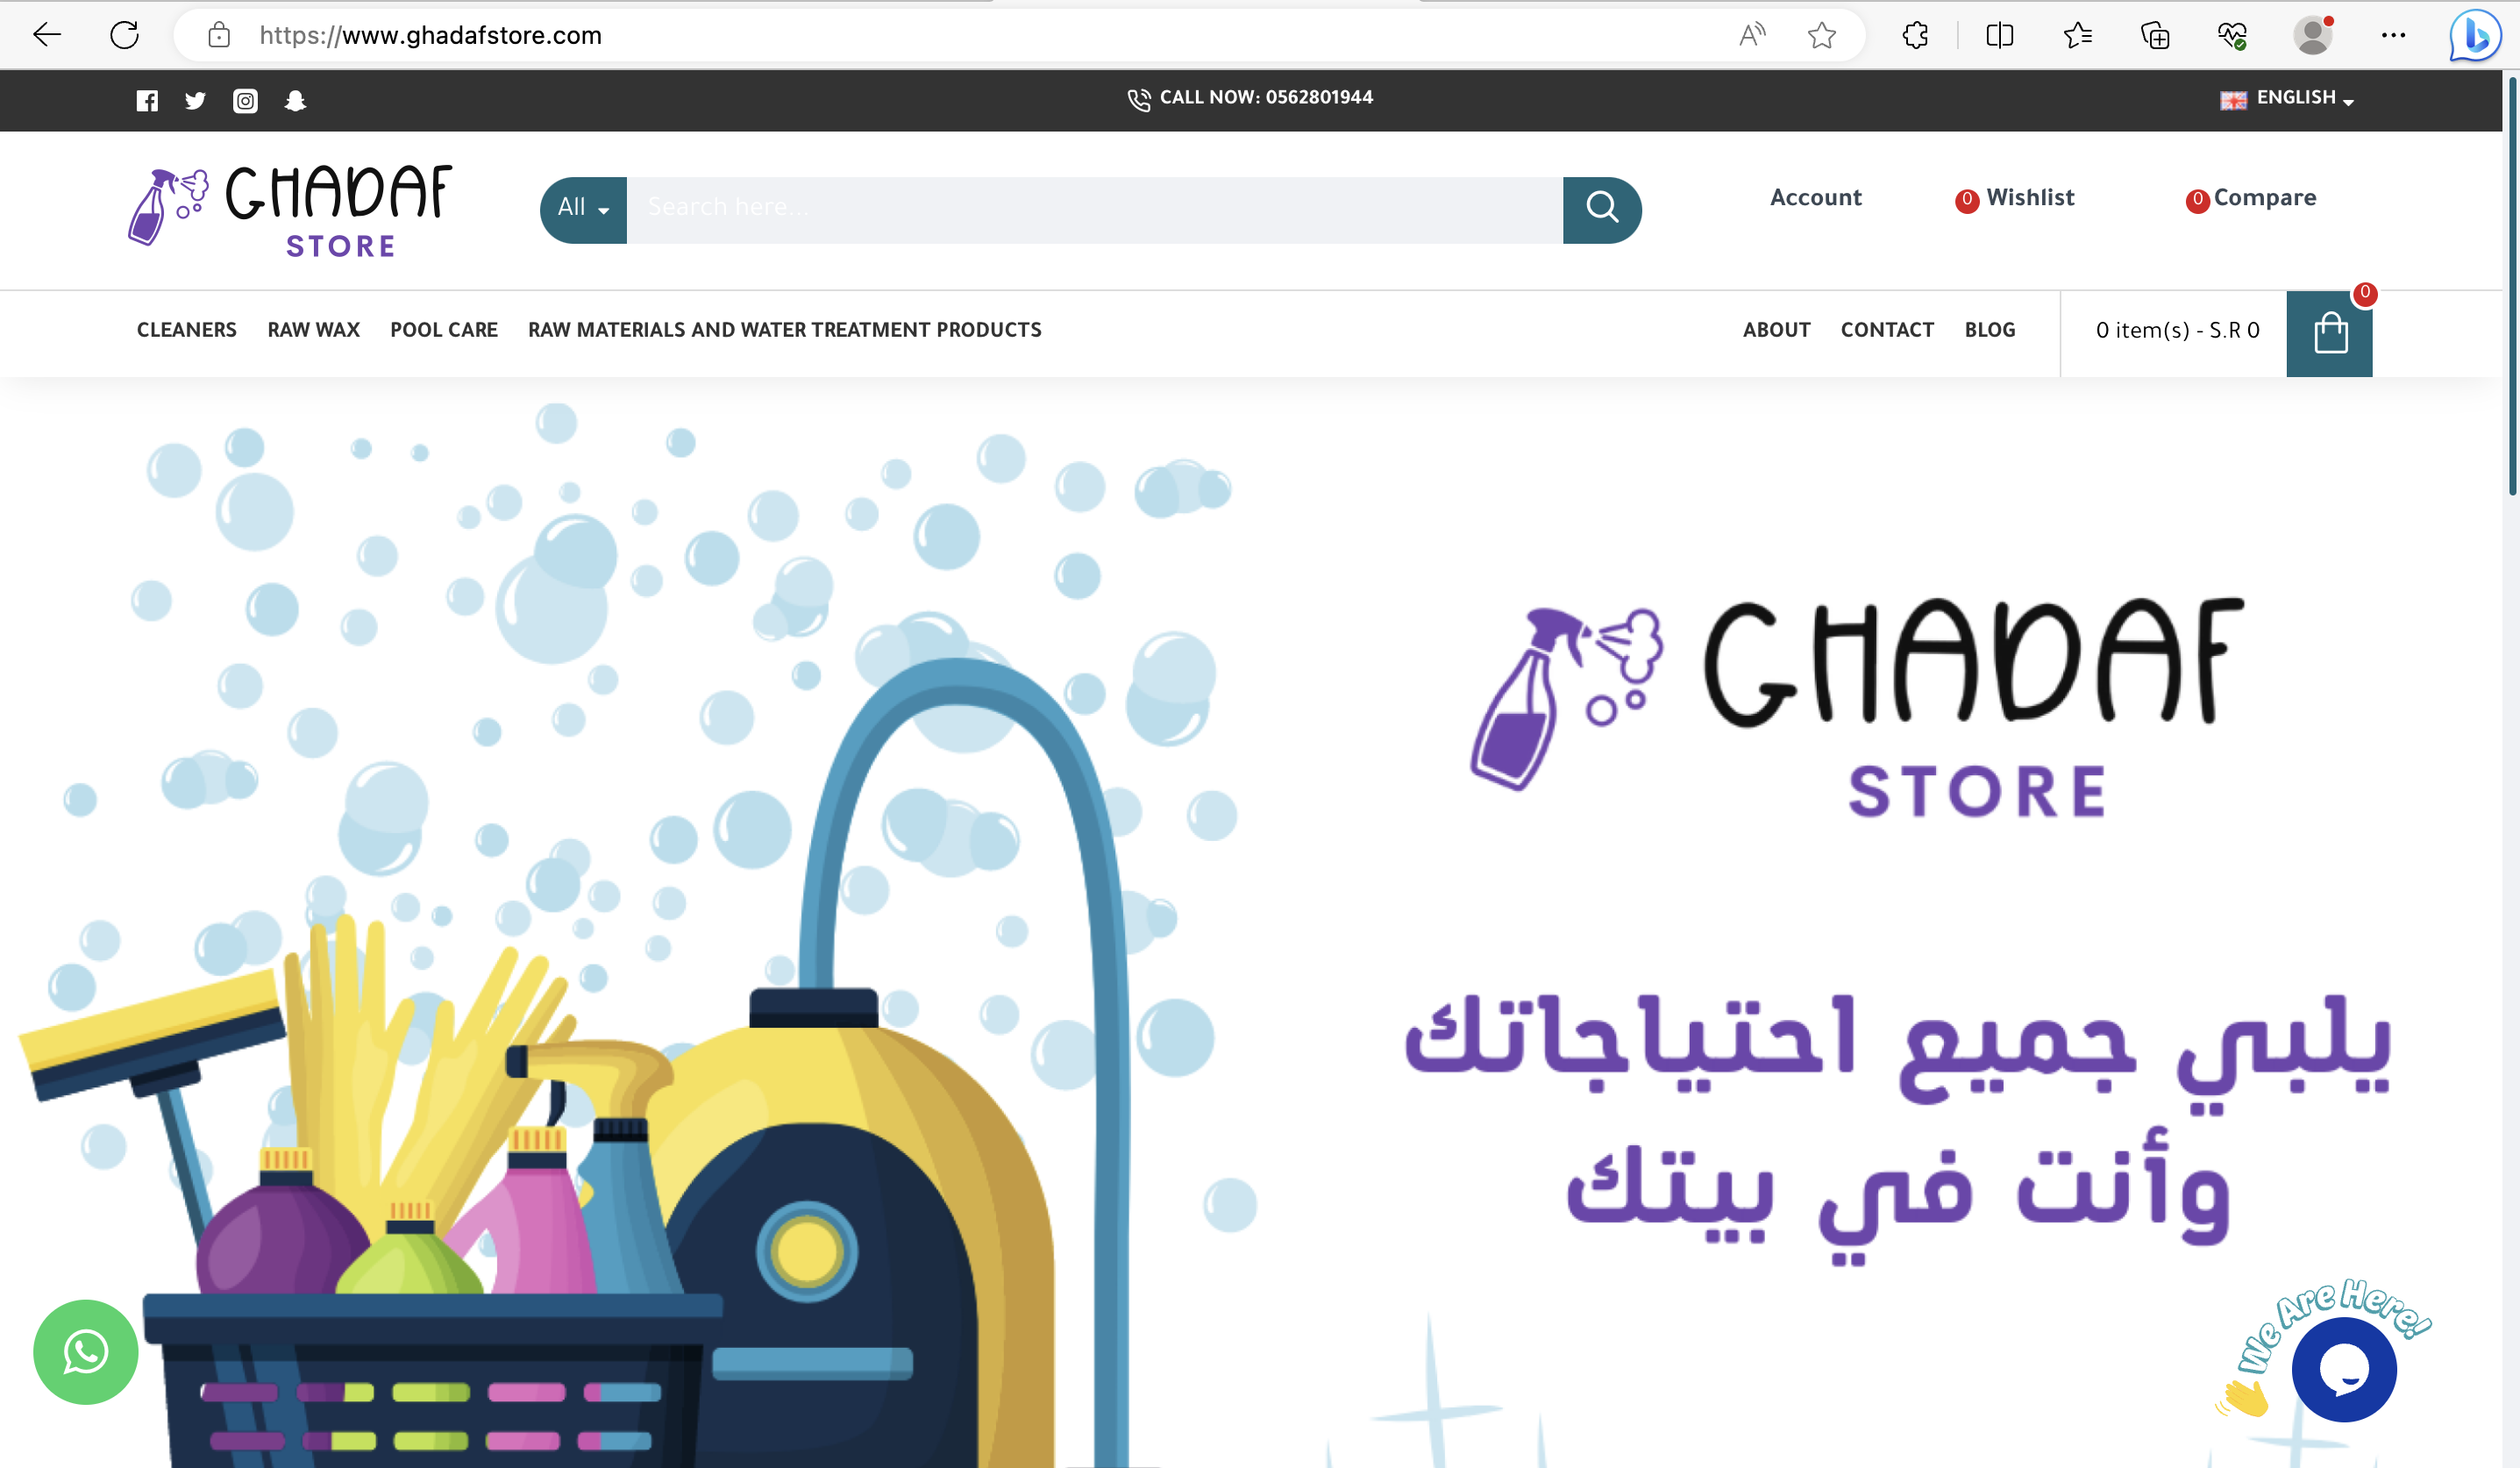 https://www.ghadafstore.com
CALL NOW: 0562801944
ENGLISH
GHADAF
STORE
All
Search here...
Account
0 Wishlist
0 Compare
CLEANERS RAW WAX POOL CARE RAW MATERIALS AND WATER TREATMENT PRODUCTS
ABOUT CONTACT BLOG
0 item(s) - S.R 0
0
GHADAF
STORE
يلبي جميع احتياجاتك
وأنت في بيتك
We Are Here!